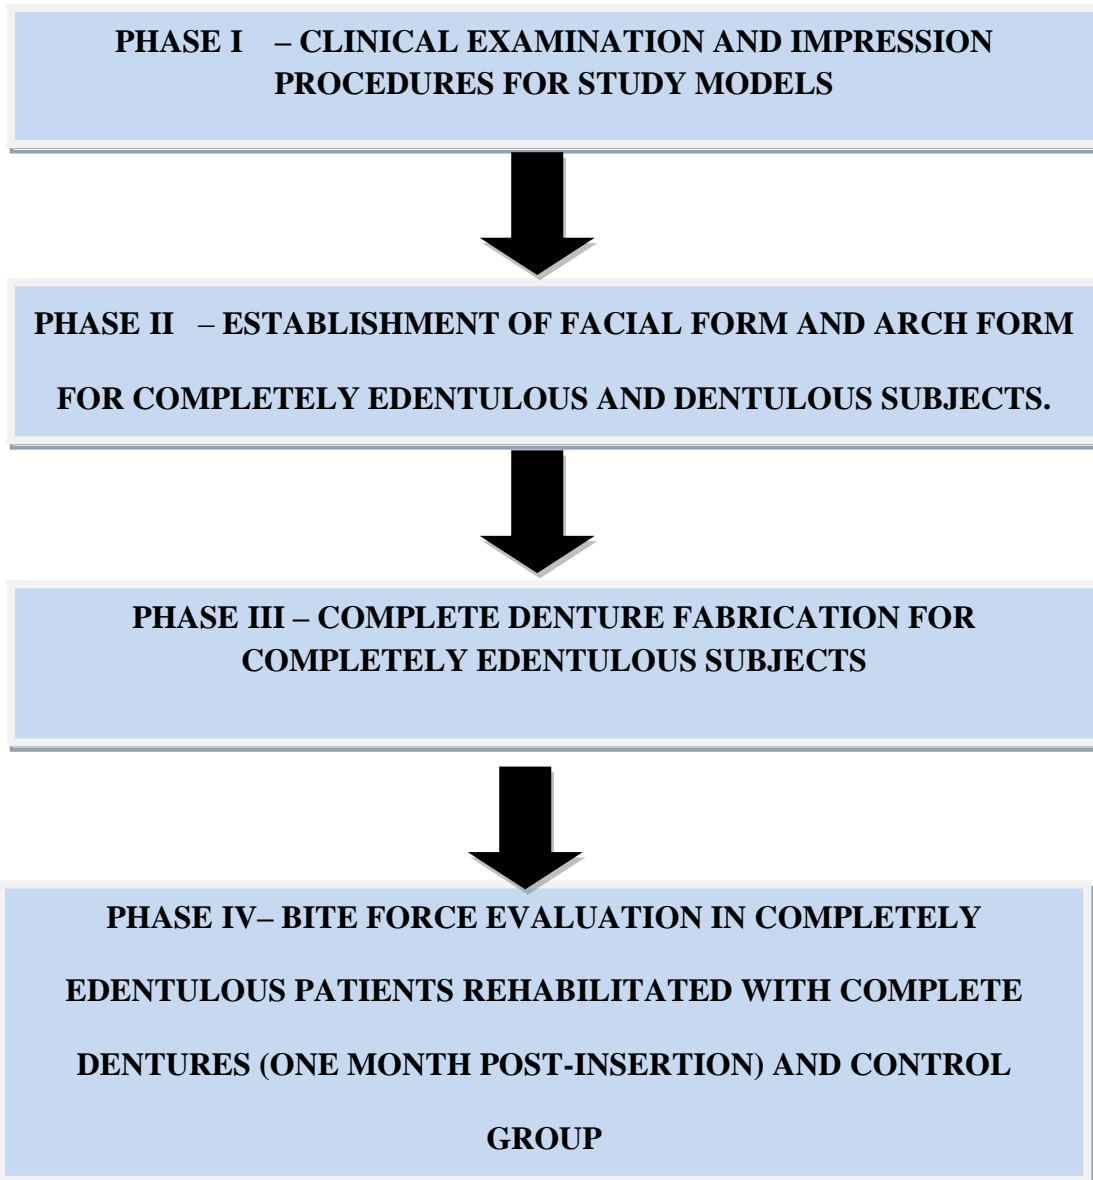 PHASE I – CLINICAL EXAMINATION AND IMPRESSION
PROCEDURES FOR STUDY MODELS
PHASE II – ESTABLISHMENT OF FACIAL FORM AND ARCH FORM
FOR COMPLETELY EDENTULOUS AND DENTULOUS SUBJECTS.
PHASE III – COMPLETE DENTURE FABRICATION FOR
COMPLETELY EDENTULOUS SUBJECTS
PHASE IV– BITE FORCE EVALUATION IN COMPLETELY
EDENTULOUS PATIENTS REHABILITATED WITH COMPLETE
DENTURES (ONE MONTH POST-INSERTION) AND CONTROL
GROUP